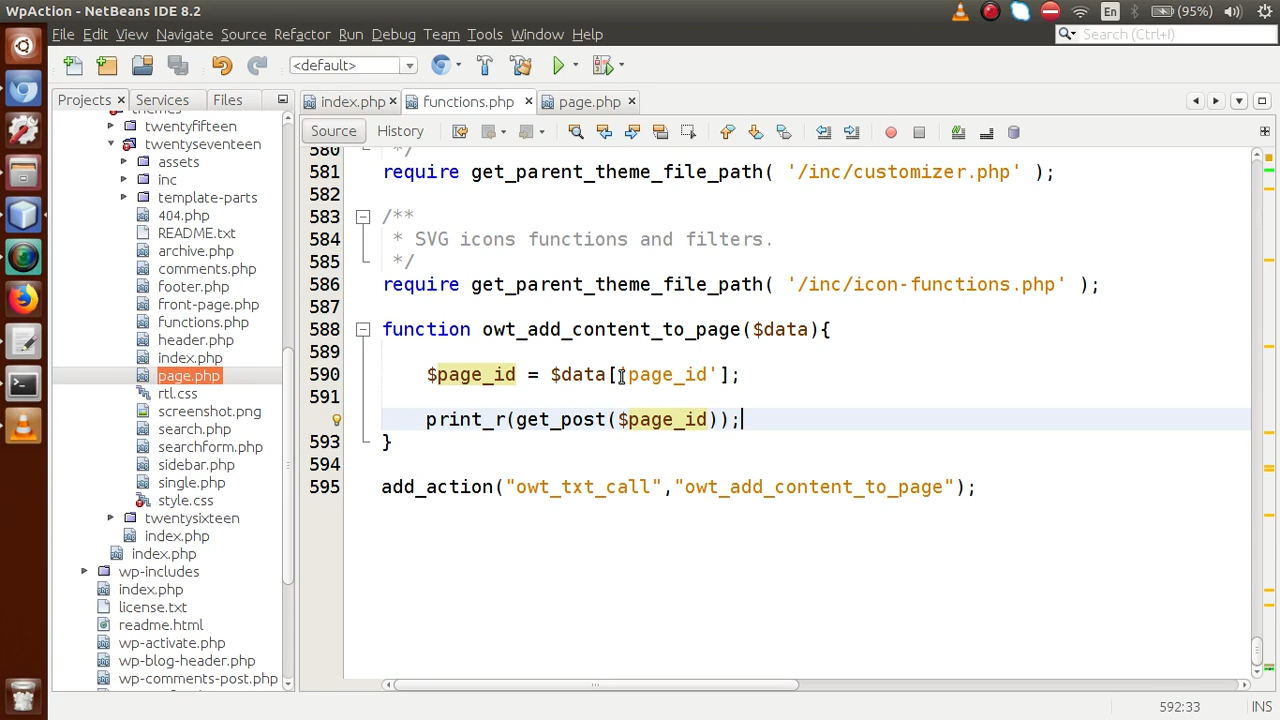 WpAction - NetBeans IDE 8.2
En
(95%)
File Edit View Navigate Source Refactor Run Debug Team Tools Window Help
Search (Ctrl+I)
<default>
Projects Services Files
index.php functions.php page.php
Source History
themes
twentyfifteen
twentyseventeen
assets
inc
template-parts
404.php
README.txt
archive.php
comments.php
footer.php
front-page.php
functions.php
header.php
index.php
page.php
rtl.css
screenshot.png
search.php
searchform.php
sidebar.php
single.php
style.css
twentysixteen
index.php
index.php
wp-includes
index.php
license.txt
readme.html
wp-activate.php
wp-blog-header.php
wp-comments-post.php
580 */
581 require get_parent_theme_file_path( '/inc/customizer.php' );
582
583 /**
584 * SVG icons functions and filters.
585 */
586 require get_parent_theme_file_path( '/inc/icon-functions.php' );
587
588 function owt_add_content_to_page($data){
589
590 $page_id = $data['page_id'];
591
print_r(get_post($page_id));
593 }
594
595 add_action("owt_txt_call","owt_add_content_to_page");
592:33 INS